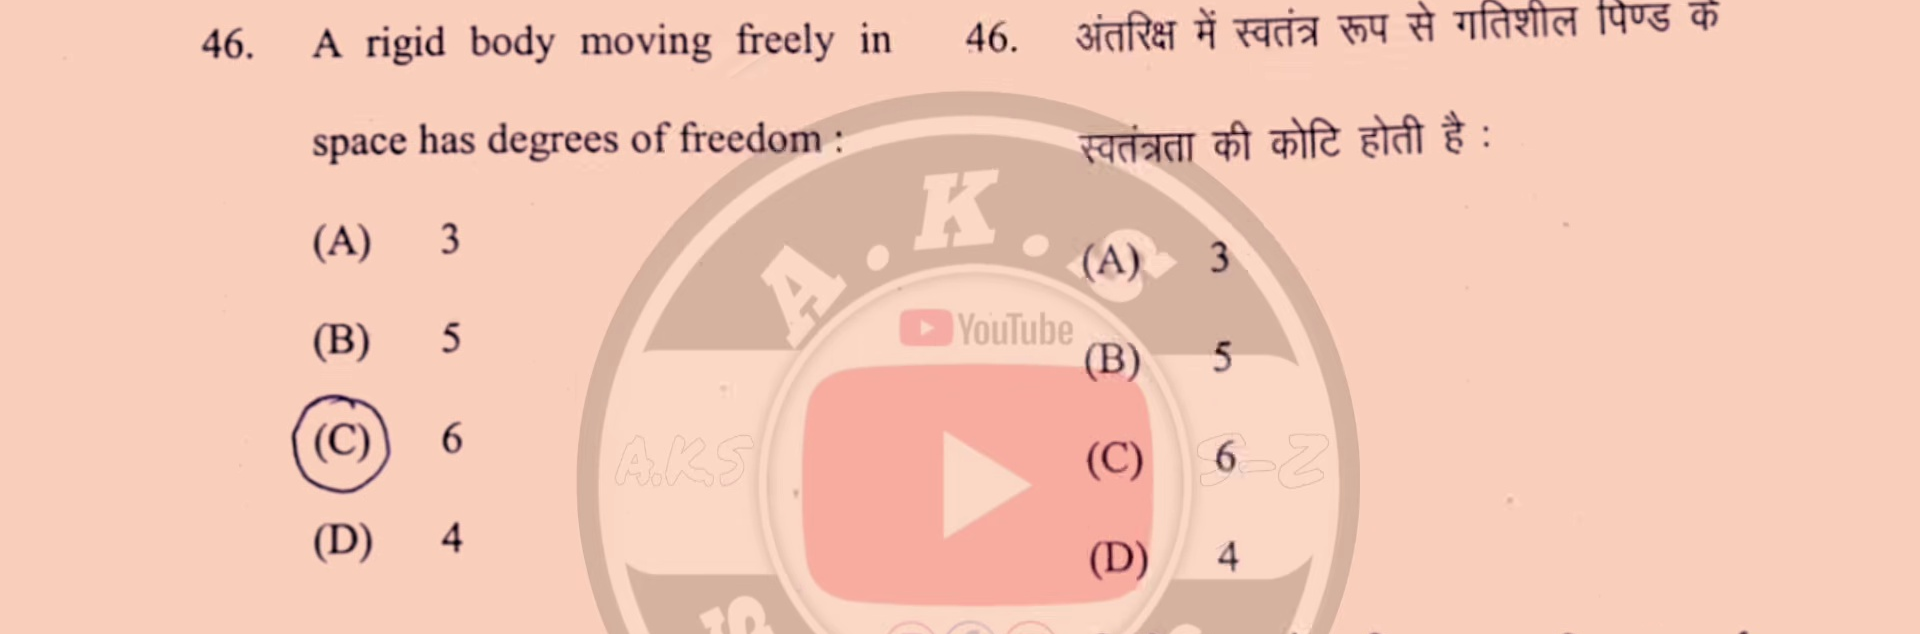 46. A rigid body moving freely in
space has degrees of freedom :
(A) 3
(B) 5
(C) 6
(D) 4
46. अंतरिक्ष में स्वतंत्र रूप से गतिशील पिण्ड के
स्वतंत्रता की कोटि होती है :
(A) 3
(B) 5
(C) 6
(D) 4
A.K.S
YouTube
A.K.S
S-Z